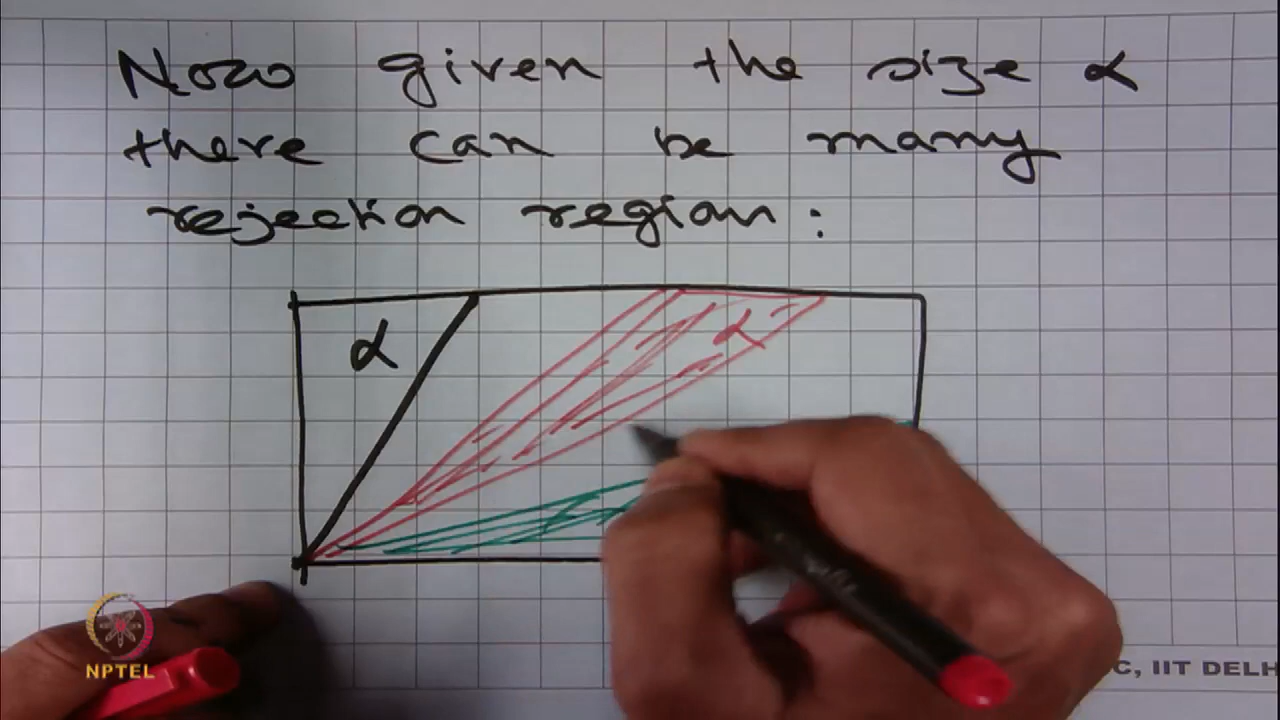 Now given the size α
there can be many
rejection region:
α
α
NPTEL
C, IIT DELH